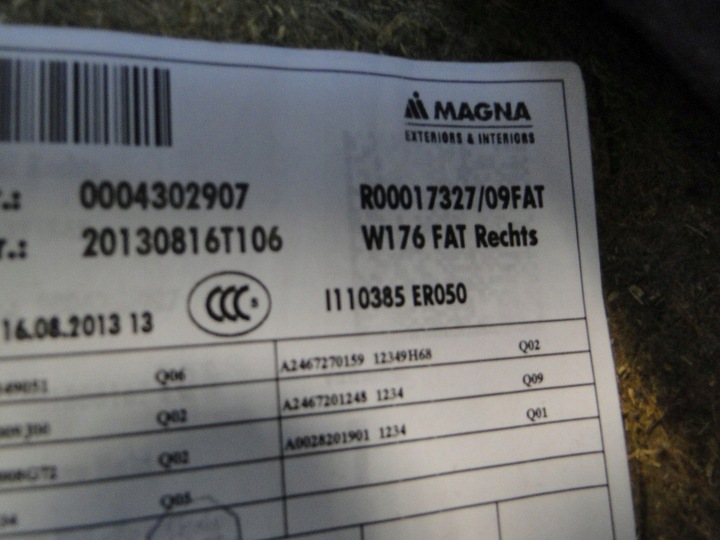 MAGNA
EXTERIORS & INTERIORS
r.: 0004302907 R00017327/09FAT
r.: 20130816T106 W176 FAT Rechts
16.08.2013 13 CCC S I110385 ER050
Q06 A2467270159 12349H68 Q02
Q02 A2467201248 1234 Q09
Q02 A0028201901 1234 Q01
Q05